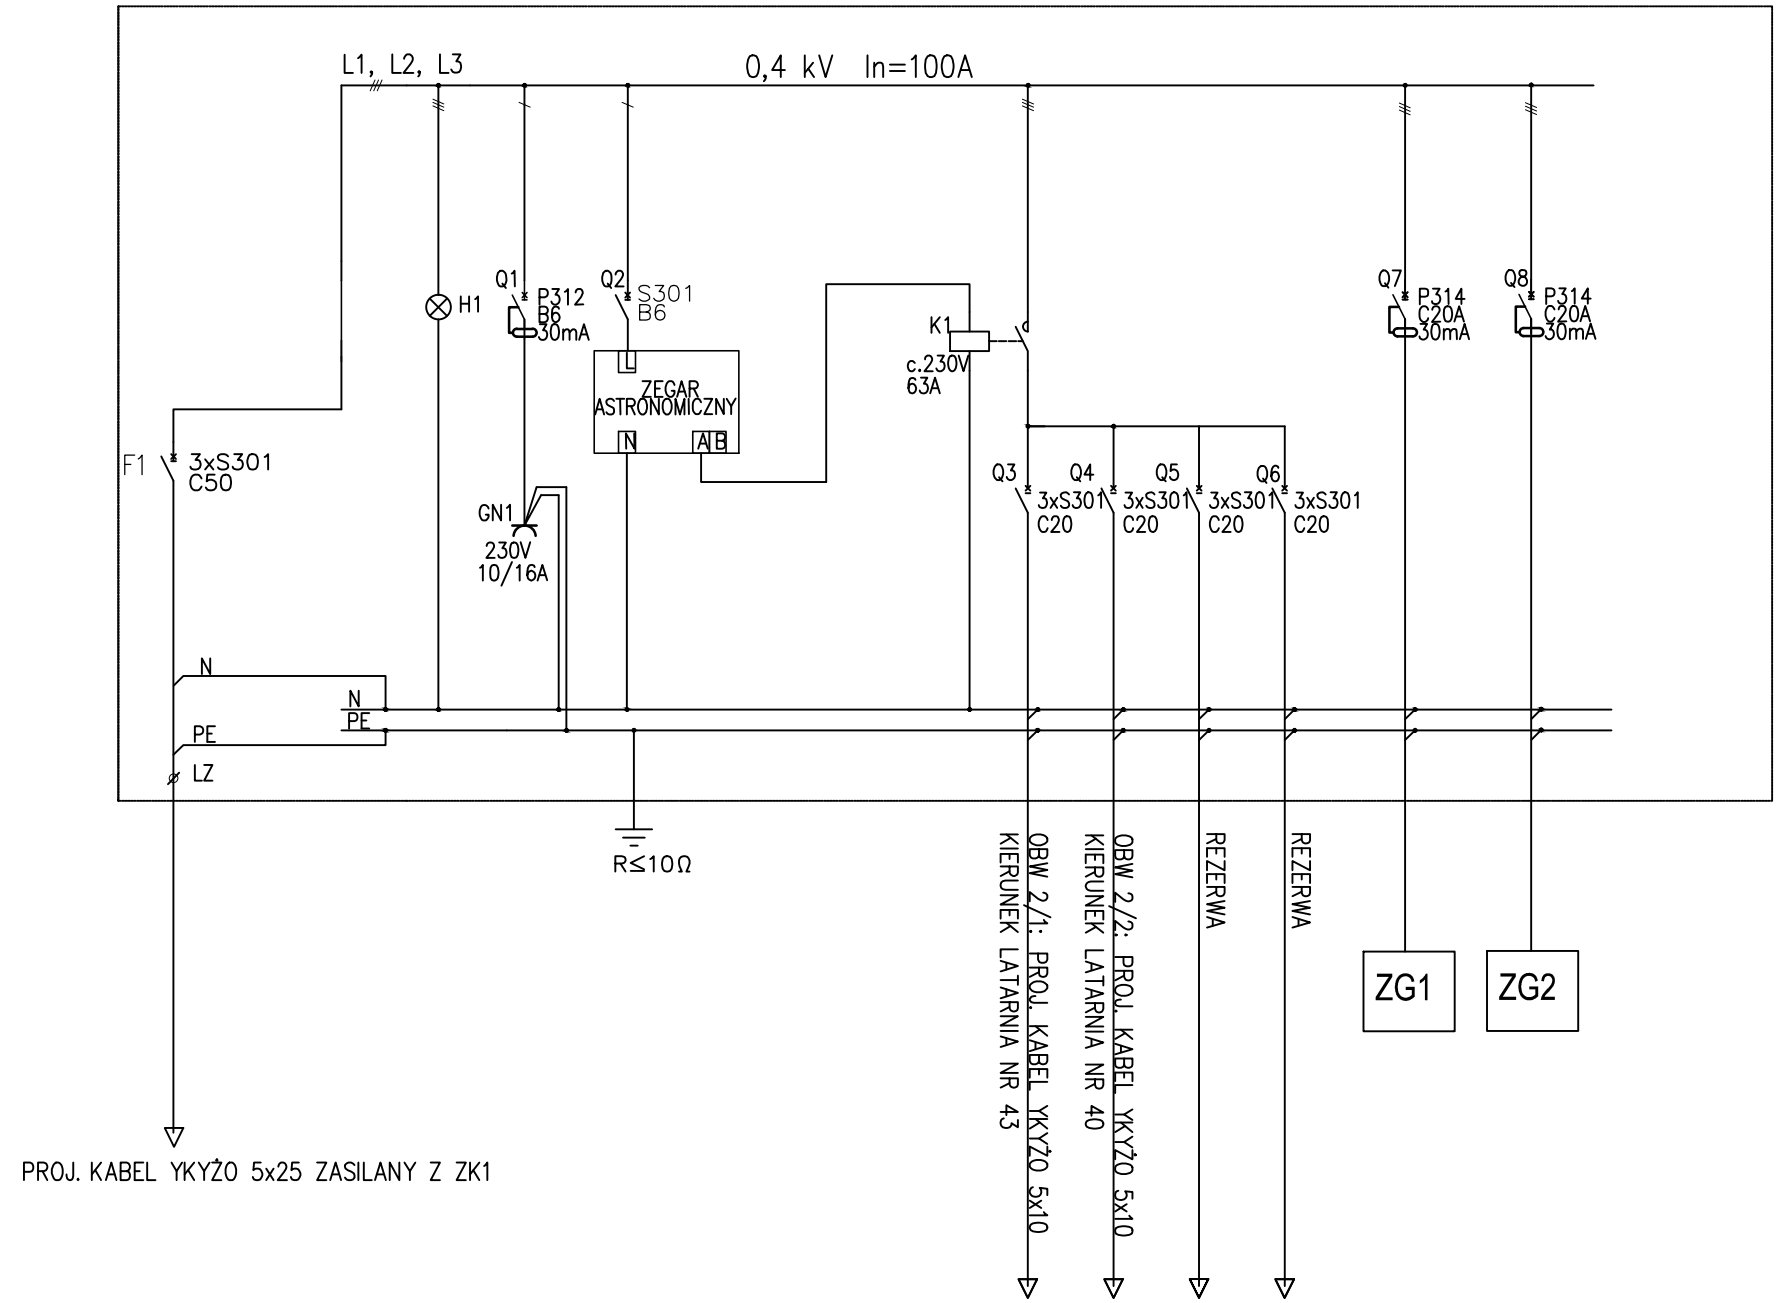 L1, L2, L3
0,4 kV In=100A
Q1
P312
B6
30mA
H1
Q2
S301
B6
K1
c.230V
63A
Q7
P314
C20A
30mA
Q8
P314
C20A
30mA
L
ZEGAR
ASTRONOMICZNY
N
A
B
F1
3xS301
C50
GN1
230V
10/16A
Q3
3xS301
C20
Q4
3xS301
C20
Q5
3xS301
C20
Q6
3xS301
C20
N
N
PE
PE
LZ
R≤10Ω
OBW 2/1: PROJ. KABEL YKYŻO 5x10
KIERUNEK LATARNIA NR 43
OBW 2/2: PROJ. KABEL YKYŻO 5x10
KIERUNEK LATARNIA NR 40
REZERWA
REZERWA
ZG1
ZG2
PROJ. KABEL YKYŻO 5x25 ZASILANY Z ZK1